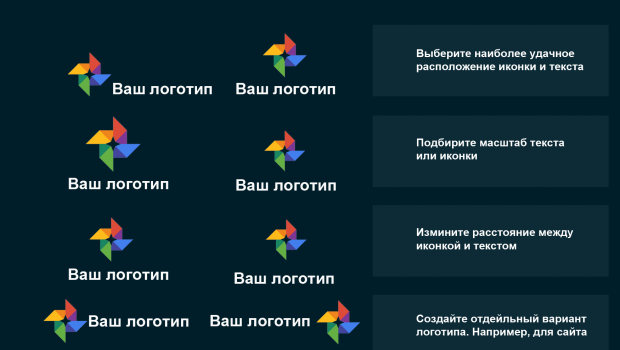 Ваш логотип
Ваш логотип
Выберите наиболее удачное
расположение иконки и текста
Ваш логотип
Ваш логотип
Подбирите масштаб текста
или иконки
Ваш логотип
Ваш логотип
Измините расстояние между
иконкой и текстом
Ваш логотип
Ваш логотип
Создайте отдейльный вариант
логотипа. Например, для сайта